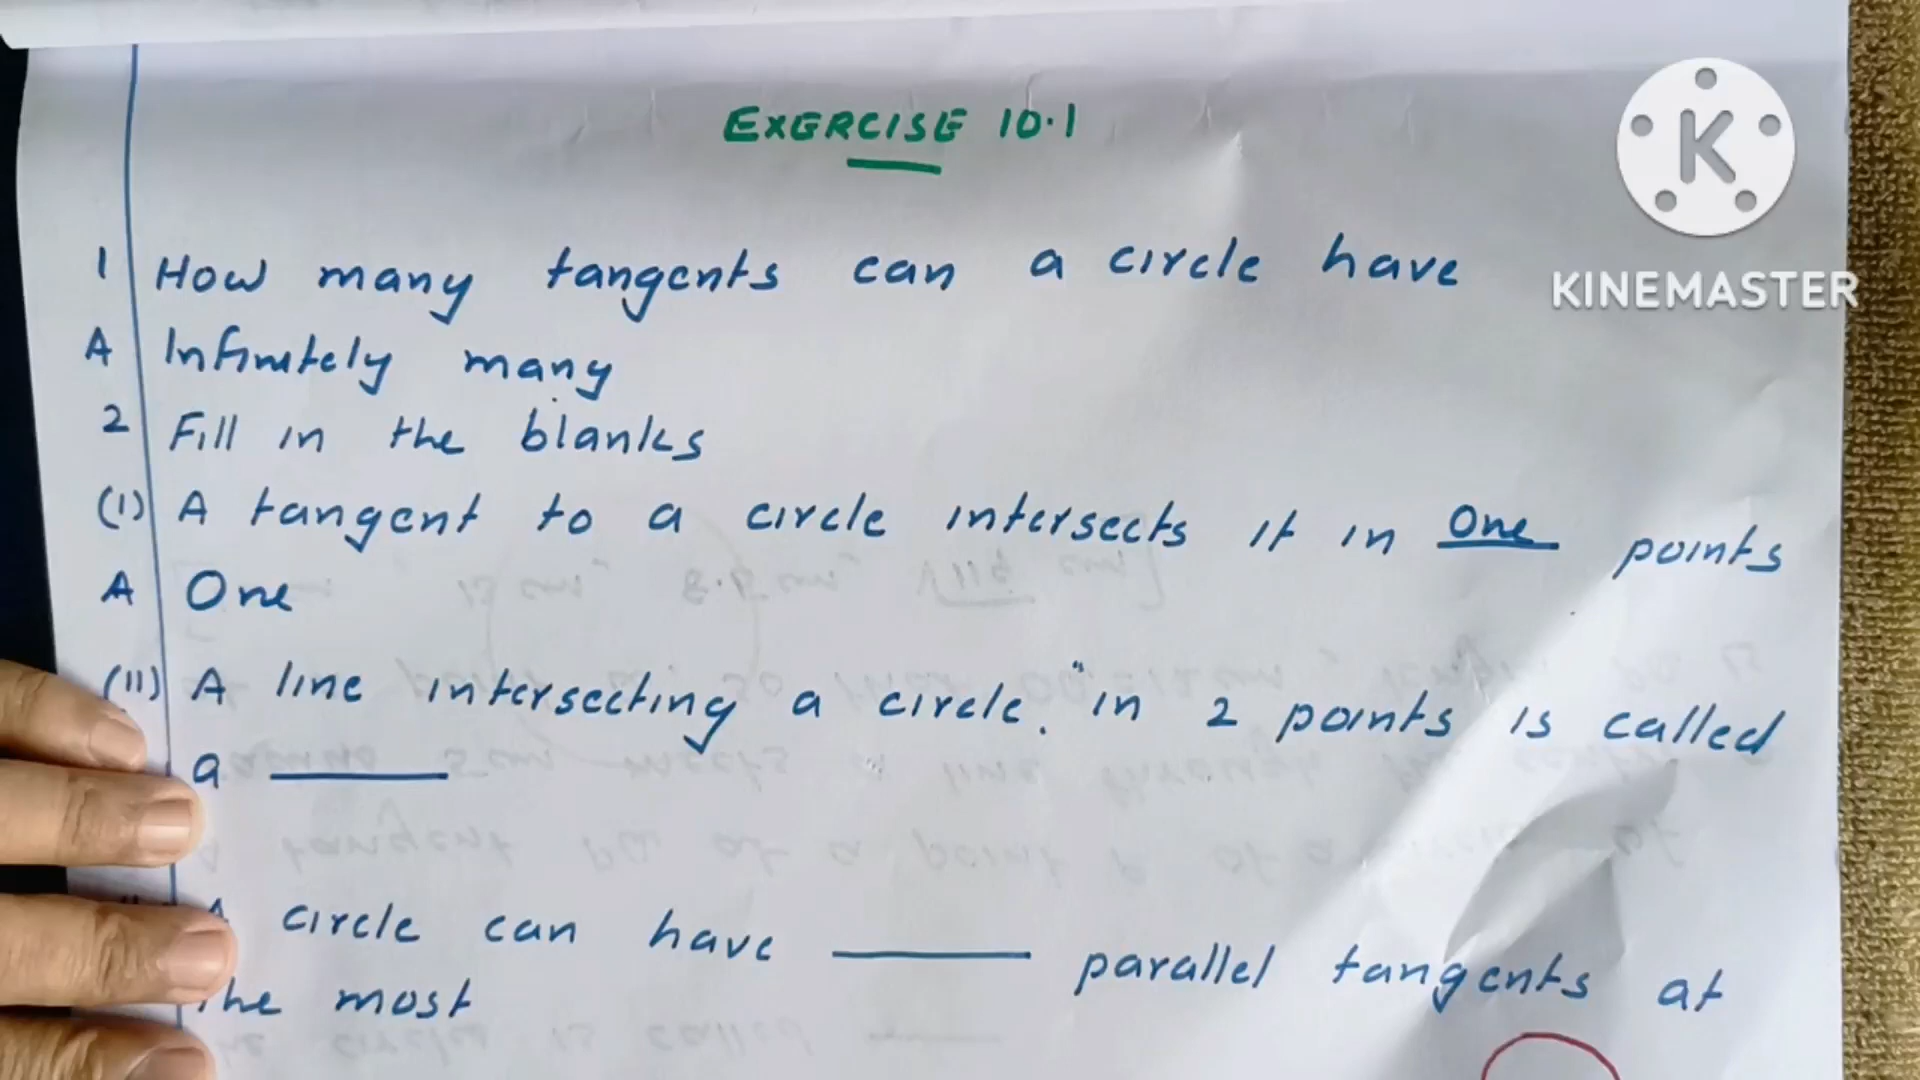 EXERCISE 10.1
KINEMASTER
1 How many tangents can a circle have
A Infinitely many
2 Fill in the blanks
(i) A tangent to a circle intersects it in One points
A One
(ii) A line intersecting a circle. in 2 points is called
a ______
A circle can have ______ parallel tangents at
the most